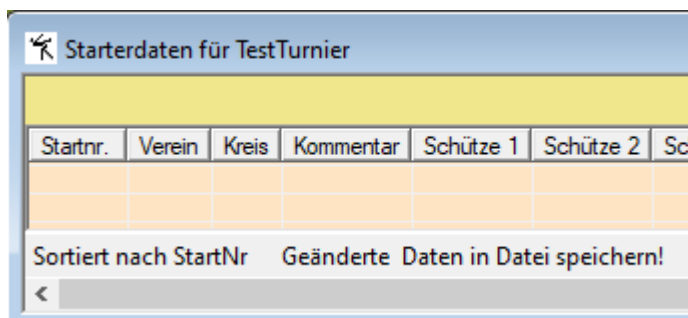 Starterdaten für TestTurnier
Startnr. Verein Kreis Kommentar Schütze 1 Schütze 2 Sc
Sortiert nach StartNr Geänderte Daten in Datei speichern!